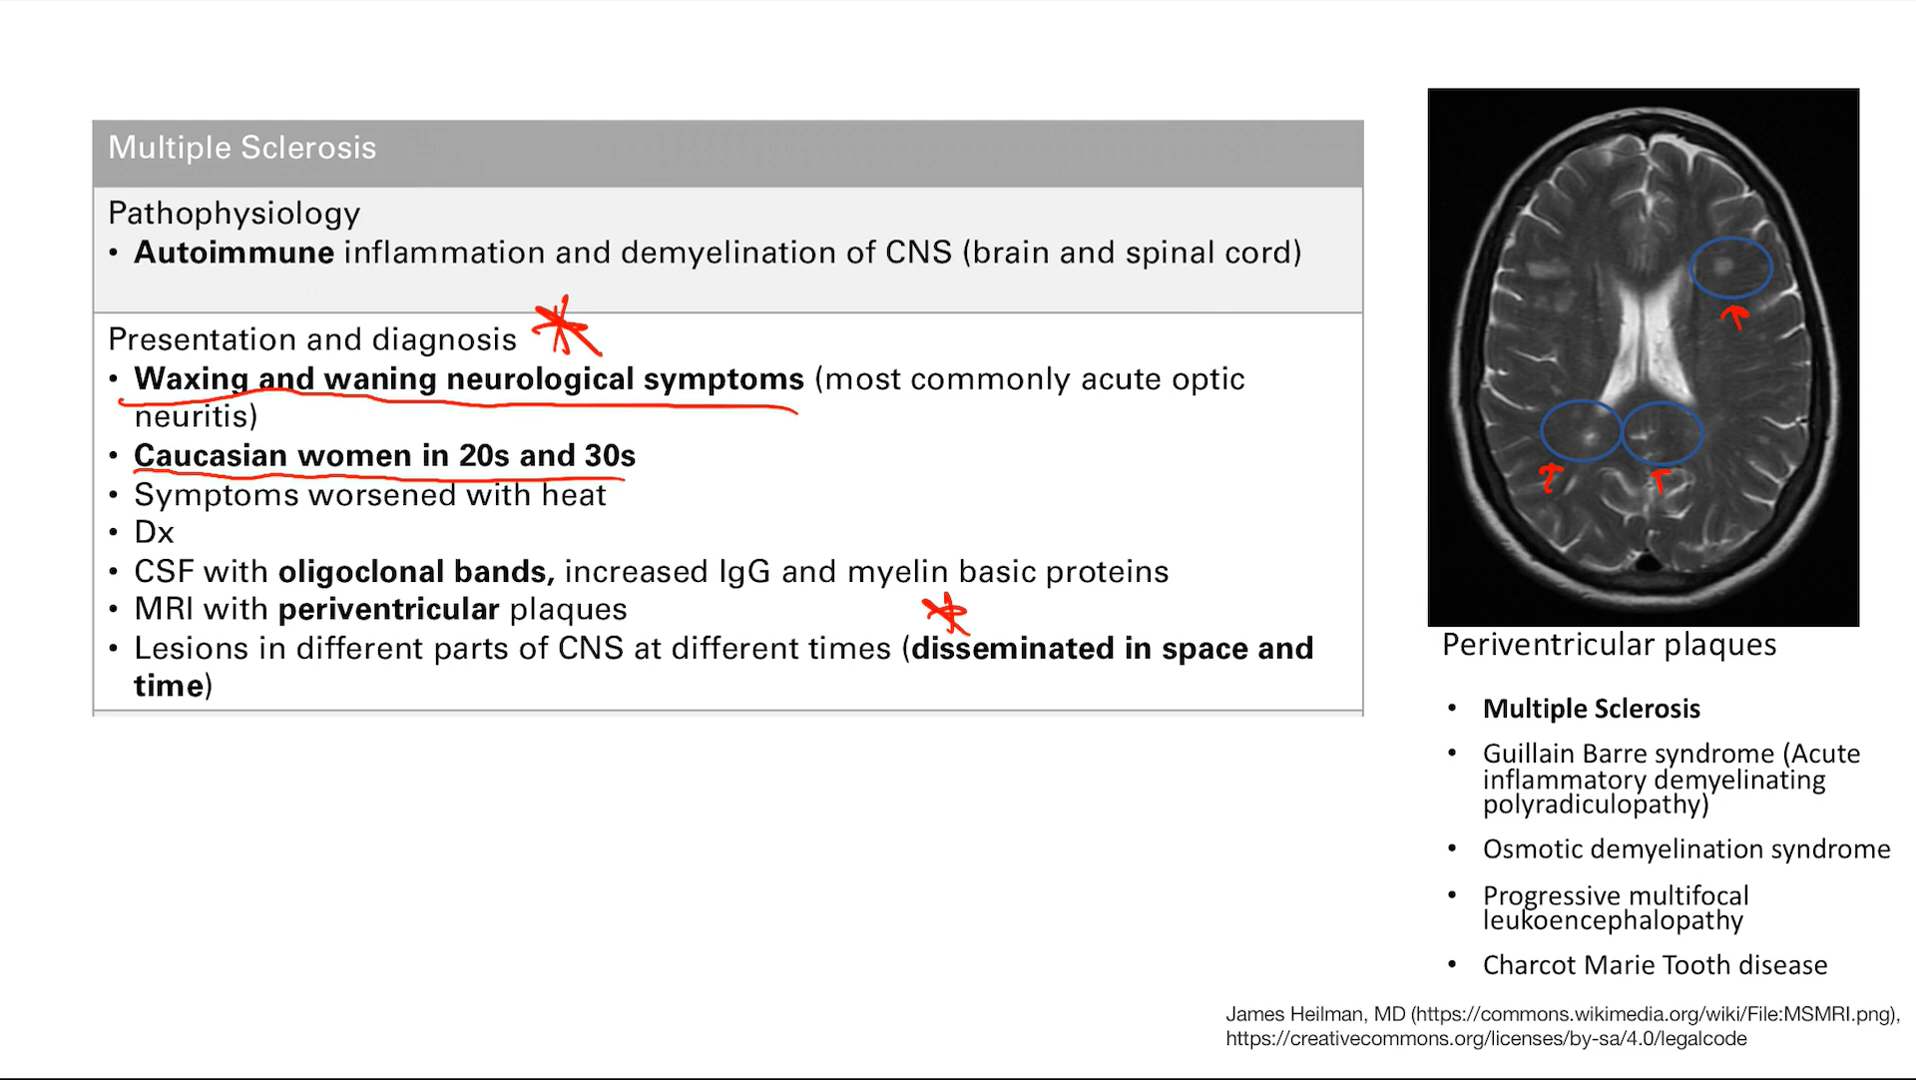 Multiple Sclerosis
Pathophysiology
• Autoimmune inflammation and demyelination of CNS (brain and spinal cord)
Presentation and diagnosis
• Waxing and waning neurological symptoms (most commonly acute optic
neuritis)
• Caucasian women in 20s and 30s
• Symptoms worsened with heat
• Dx
• CSF with oligoclonal bands, increased IgG and myelin basic proteins
• MRI with periventricular plaques
• Lesions in different parts of CNS at different times (disseminated in space and
time)
Periventricular plaques
• Multiple Sclerosis
• Guillain Barre syndrome (Acute
inflammatory demyelinating
polyradiculopathy)
• Osmotic demyelination syndrome
• Progressive multifocal
leukoencephalopathy
• Charcot Marie Tooth disease
James Heilman, MD (https://commons.wikimedia.org/wiki/File:MSMRI.png),
https://creativecommons.org/licenses/by-sa/4.0/legalcode